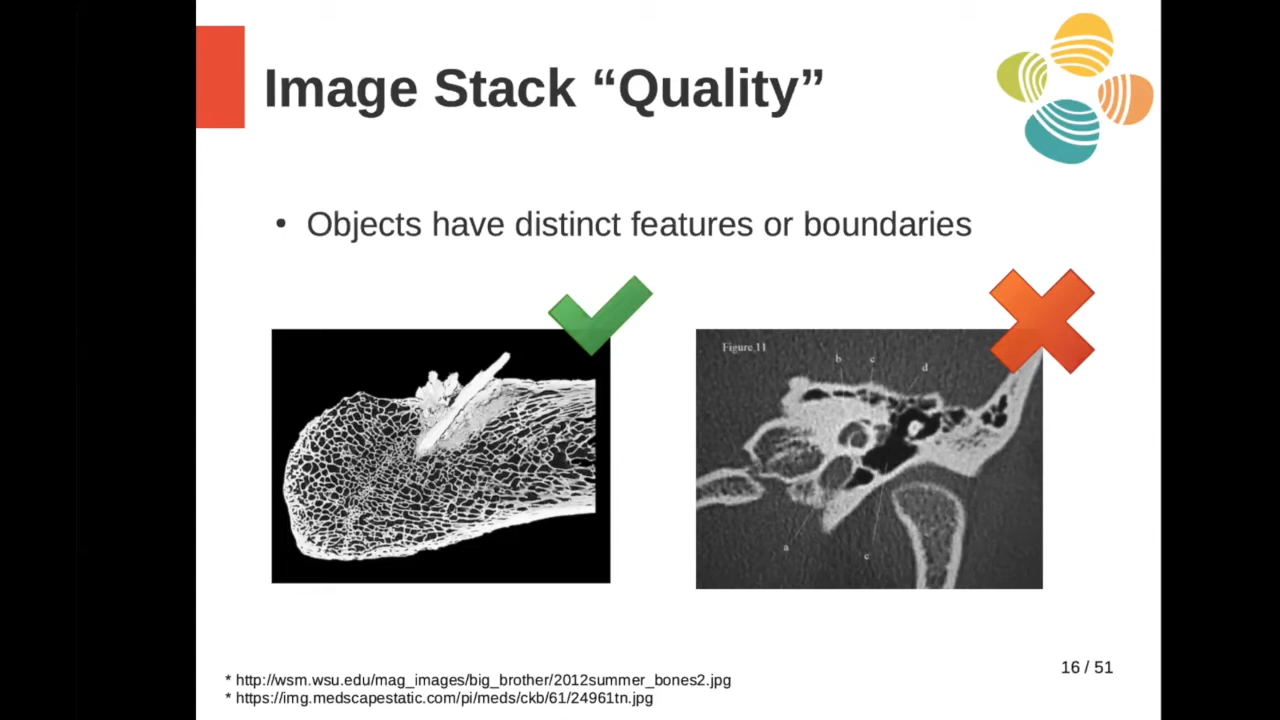 Image Stack “Quality”
• Objects have distinct features or boundaries
Figure 11
b
c
d
a
c
16 / 51
* http://wsm.wsu.edu/mag_images/big_brother/2012summer_bones2.jpg
* https://img.medscapestatic.com/pi/meds/ckb/61/24961tn.jpg